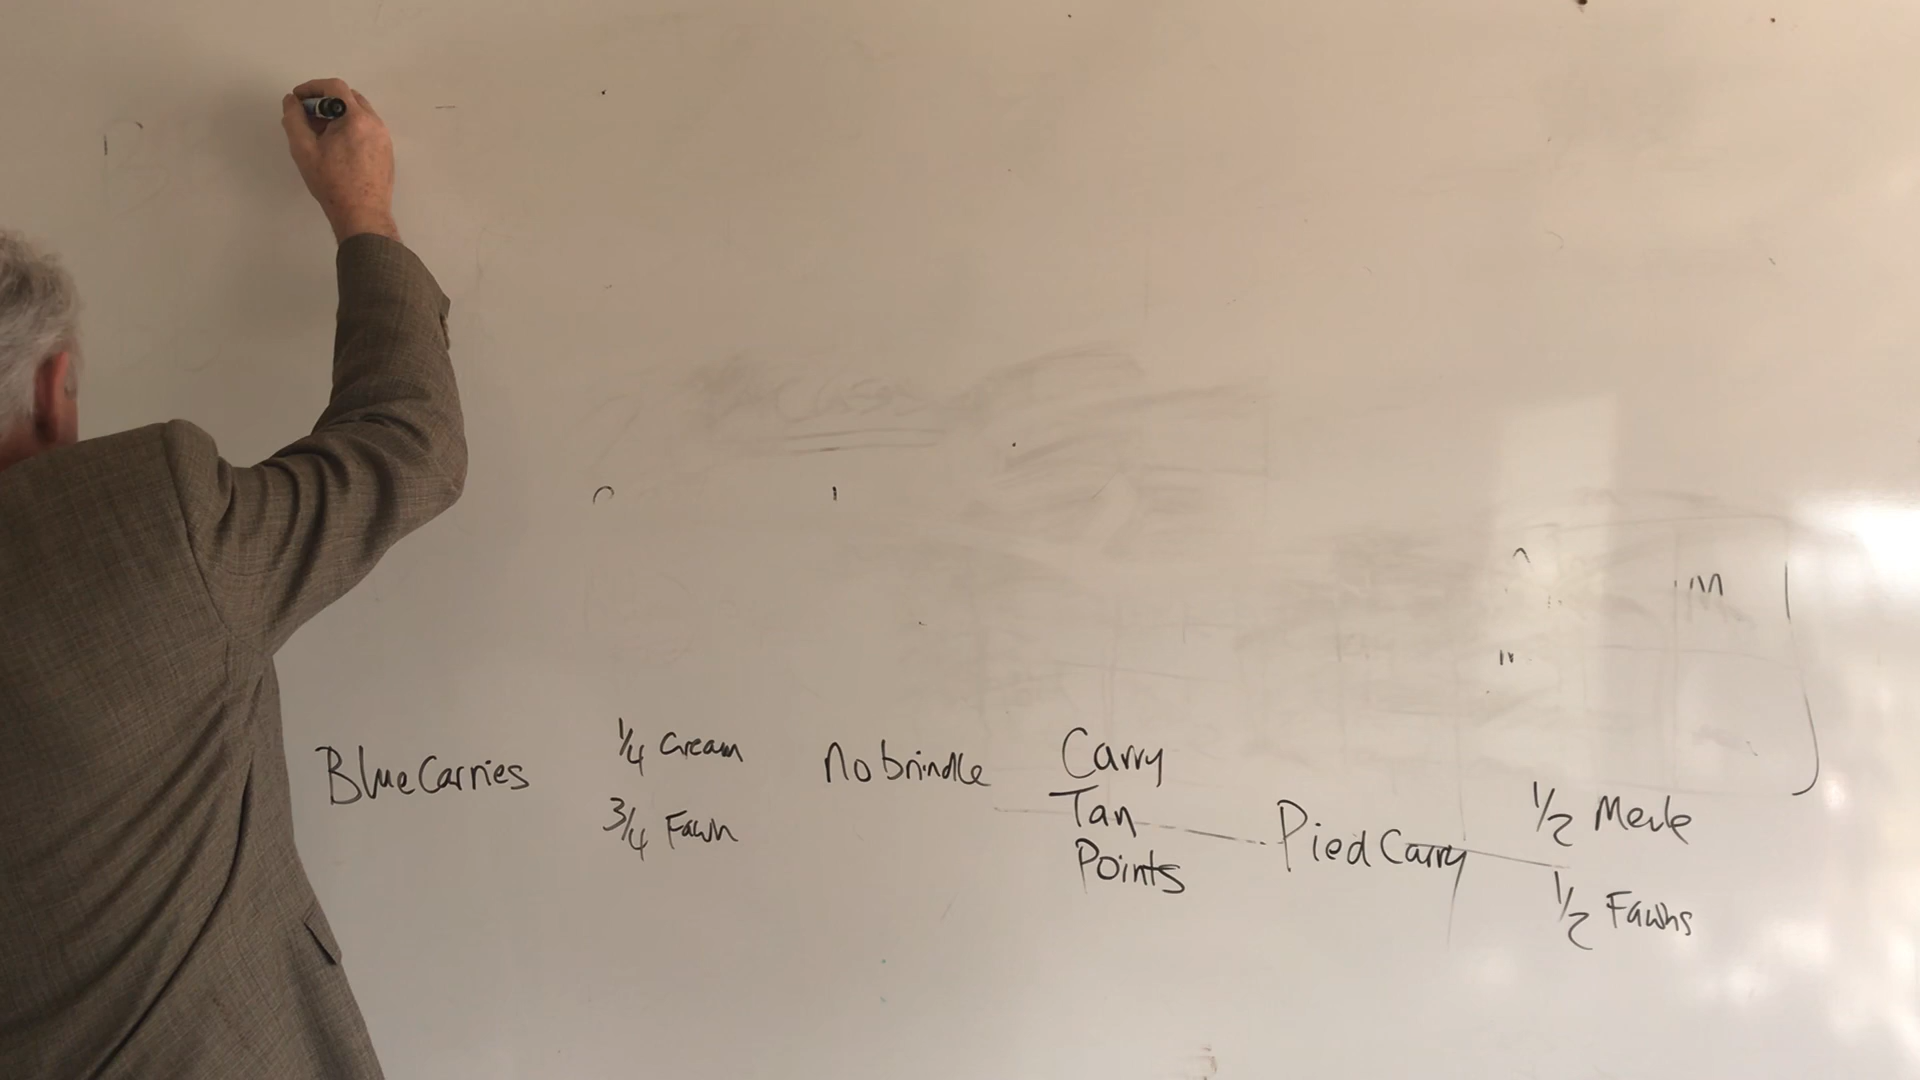 Blue Carries
1/4 Cream
3/4 Fawn
No brindle
Carry
Tan
Points
Pied Carry
1/2 Merle
1/2 Fawns